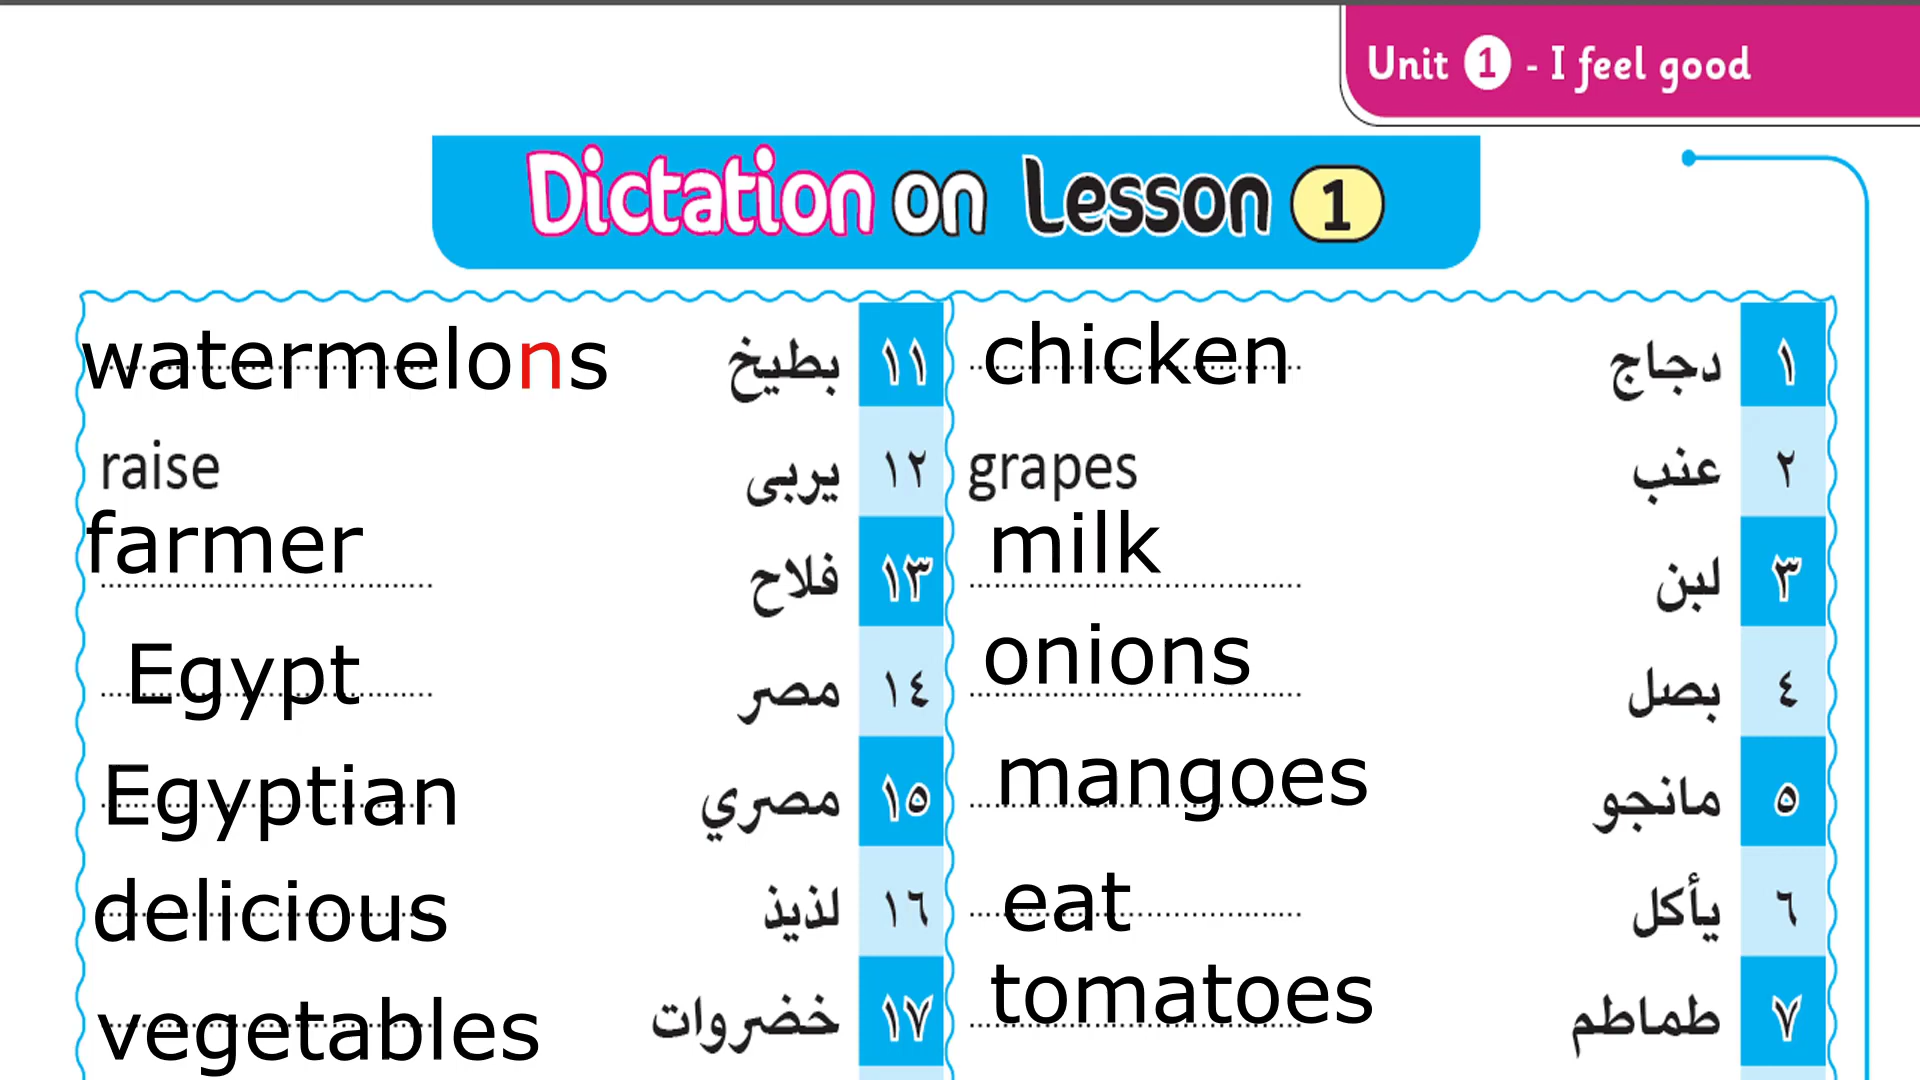 Unit 1 - I feel good
Dictation on Lesson 1
١ دجاج chicken
٢ عنب grapes
٣ لبن milk
٤ بصل onions
٥ مانجو mangoes
٦ يأكل eat
٧ طماطم tomatoes
١١ بطيخ watermelons
١٢ يربى raise
١٣ فلاح farmer
١٤ مصر Egypt
١٥ مصري Egyptian
١٦ لذيذ delicious
١٧ خضروات vegetables